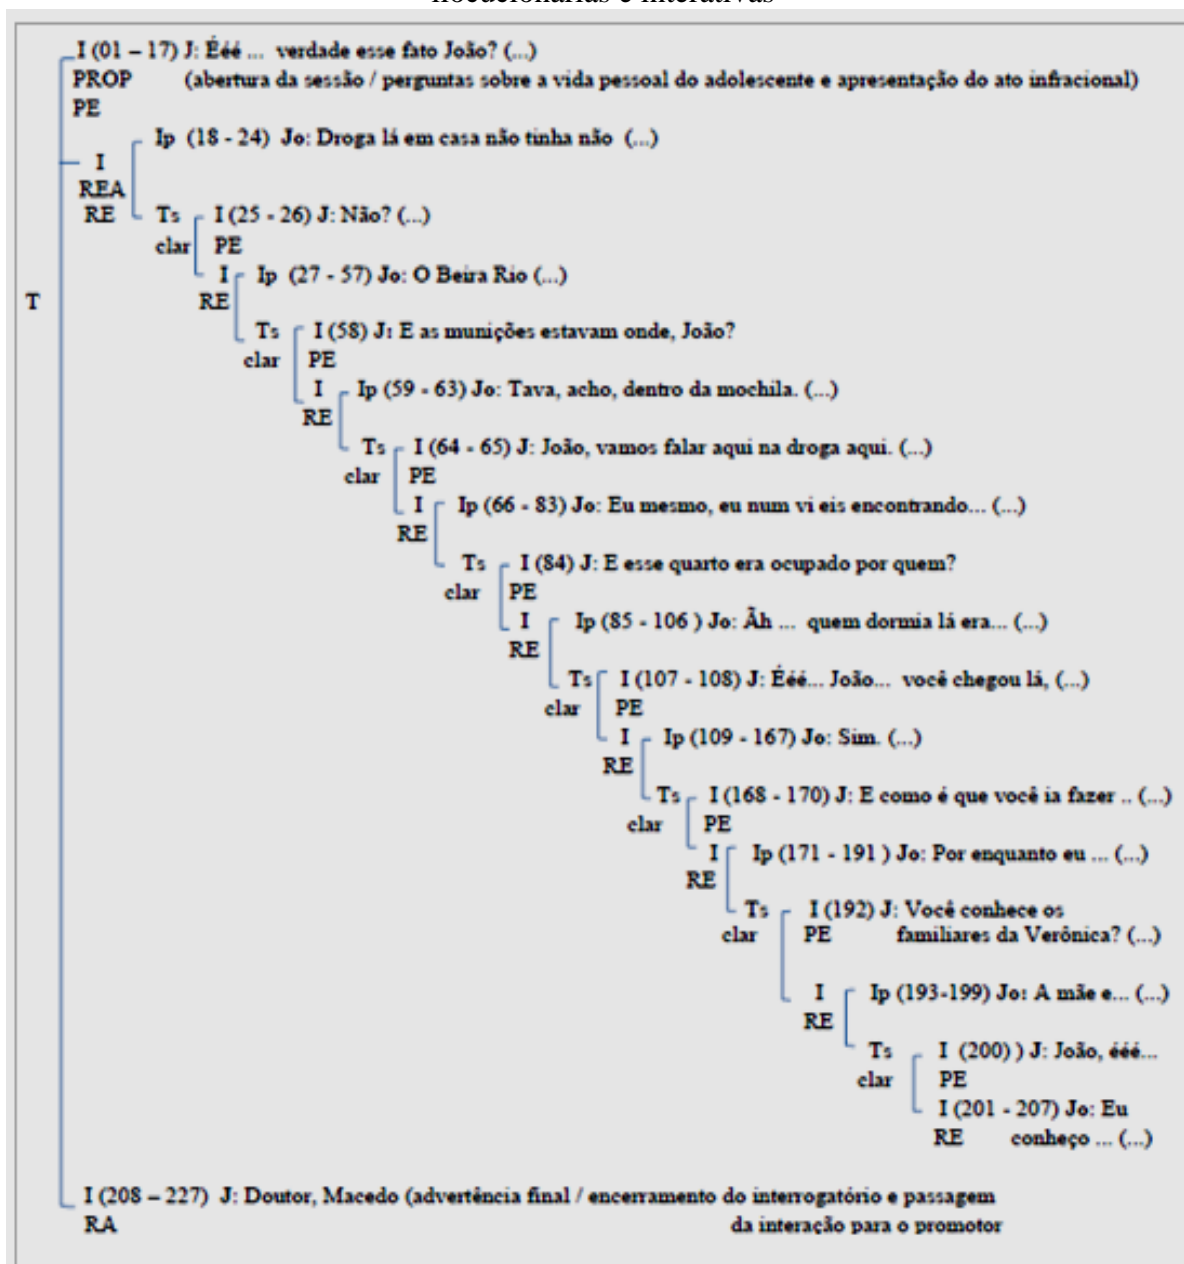 ilocucionárias e interativas
I (01 – 17) J: Ééé ... verdade esse fato João? (...)
PROP (abertura da sessão / perguntas sobre a vida pessoal do adolescente e apresentação do ato infracional)
PE
Ip (18 - 24) Jo: Droga lá em casa não tinha não (...)
I
REA
RE Ts I (25 - 26) J: Não? (...)
clar PE
I Ip (27 - 57) Jo: O Beira Rio (...)
T RE
Ts I (58) J: E as munições estavam onde, João?
clar PE
I Ip (59 - 63) Jo: Tava, acho, dentro da mochila. (...)
RE
Ts I (64 - 65) J: João, vamos falar aqui na droga aqui. (...)
clar PE
I Ip (66 - 83) Jo: Eu mesmo, eu num vi eis encontrando... (...)
RE
Ts I (84) J: E esse quarto era ocupado por quem?
clar PE
I Ip (85 - 106 ) Jo: Ãh ... quem dormia lá era... (...)
RE
Ts I (107 - 108) J: Ééé... João... você chegou lá, (...)
clar PE
I Ip (109 - 167) Jo: Sim. (...)
RE
Ts I (168 - 170) J: E como é que você ia fazer .. (...)
clar PE
I Ip (171 - 191 ) Jo: Por enquanto eu ... (...)
RE
Ts I (192) J: Você conhece os
clar PE familiares da Verônica? (...)
I Ip (193-199) Jo: A mãe e... (...)
RE
Ts I (200) ) J: João, ééé...
clar PE
I (201 - 207) Jo: Eu
RE conheço ... (...)
I (208 – 227) J: Doutor, Macedo (advertência final / encerramento do interrogatório e passagem
RA da interação para o promotor